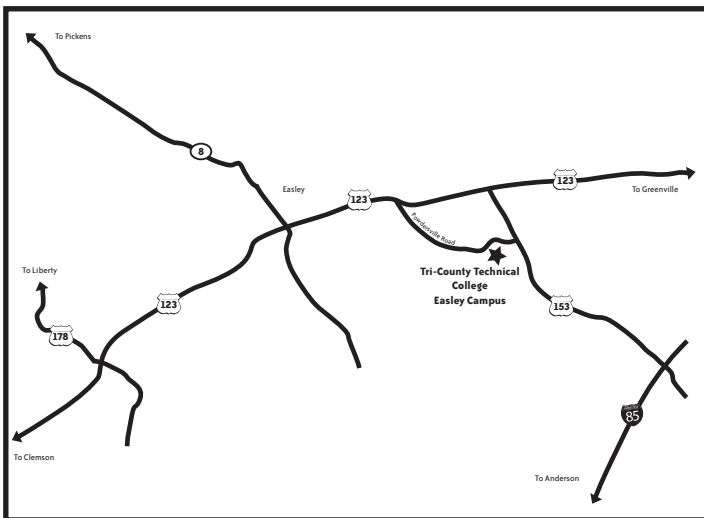 To Pickens
8
Easley
123
123
To Greenville
Powdersville Road
To Liberty
Tri-County Technical
College
Easley Campus
123
153
178
85
To Clemson
To Anderson